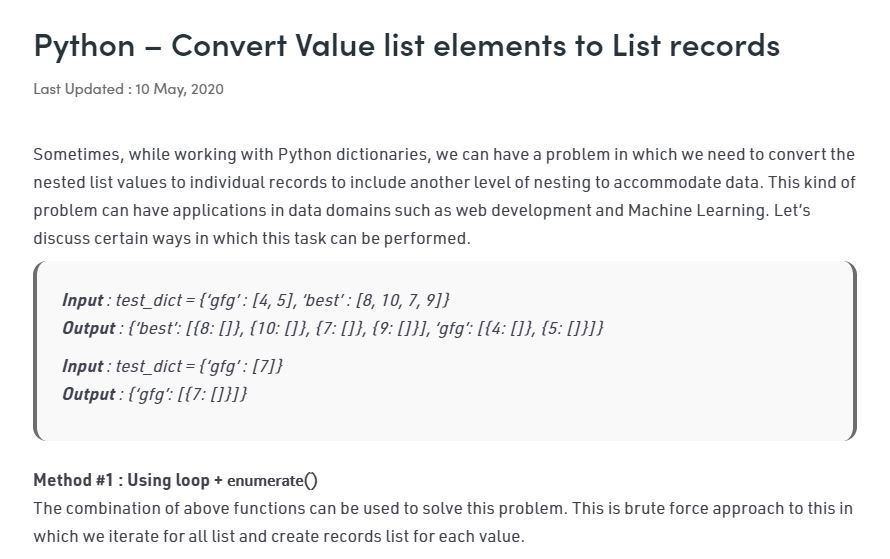 Python – Convert Value list elements to List records
Last Updated : 10 May, 2020
Sometimes, while working with Python dictionaries, we can have a problem in which we need to convert the
nested list values to individual records to include another level of nesting to accommodate data. This kind of
problem can have applications in data domains such as web development and Machine Learning. Let’s
discuss certain ways in which this task can be performed.
Input : test_dict = {‘gfg’ : [4, 5], ‘best’ : [8, 10, 7, 9]}
Output : {‘best’: [{8: []}, {10: []}, {7: []}, {9: []}], ‘gfg’: [{4: []}, {5: []}]}
Input : test_dict = {‘gfg’ : [7]}
Output : {‘gfg’: [{7: []}]}
Method #1 : Using loop + enumerate()
The combination of above functions can be used to solve this problem. This is brute force approach to this in
which we iterate for all list and create records list for each value.